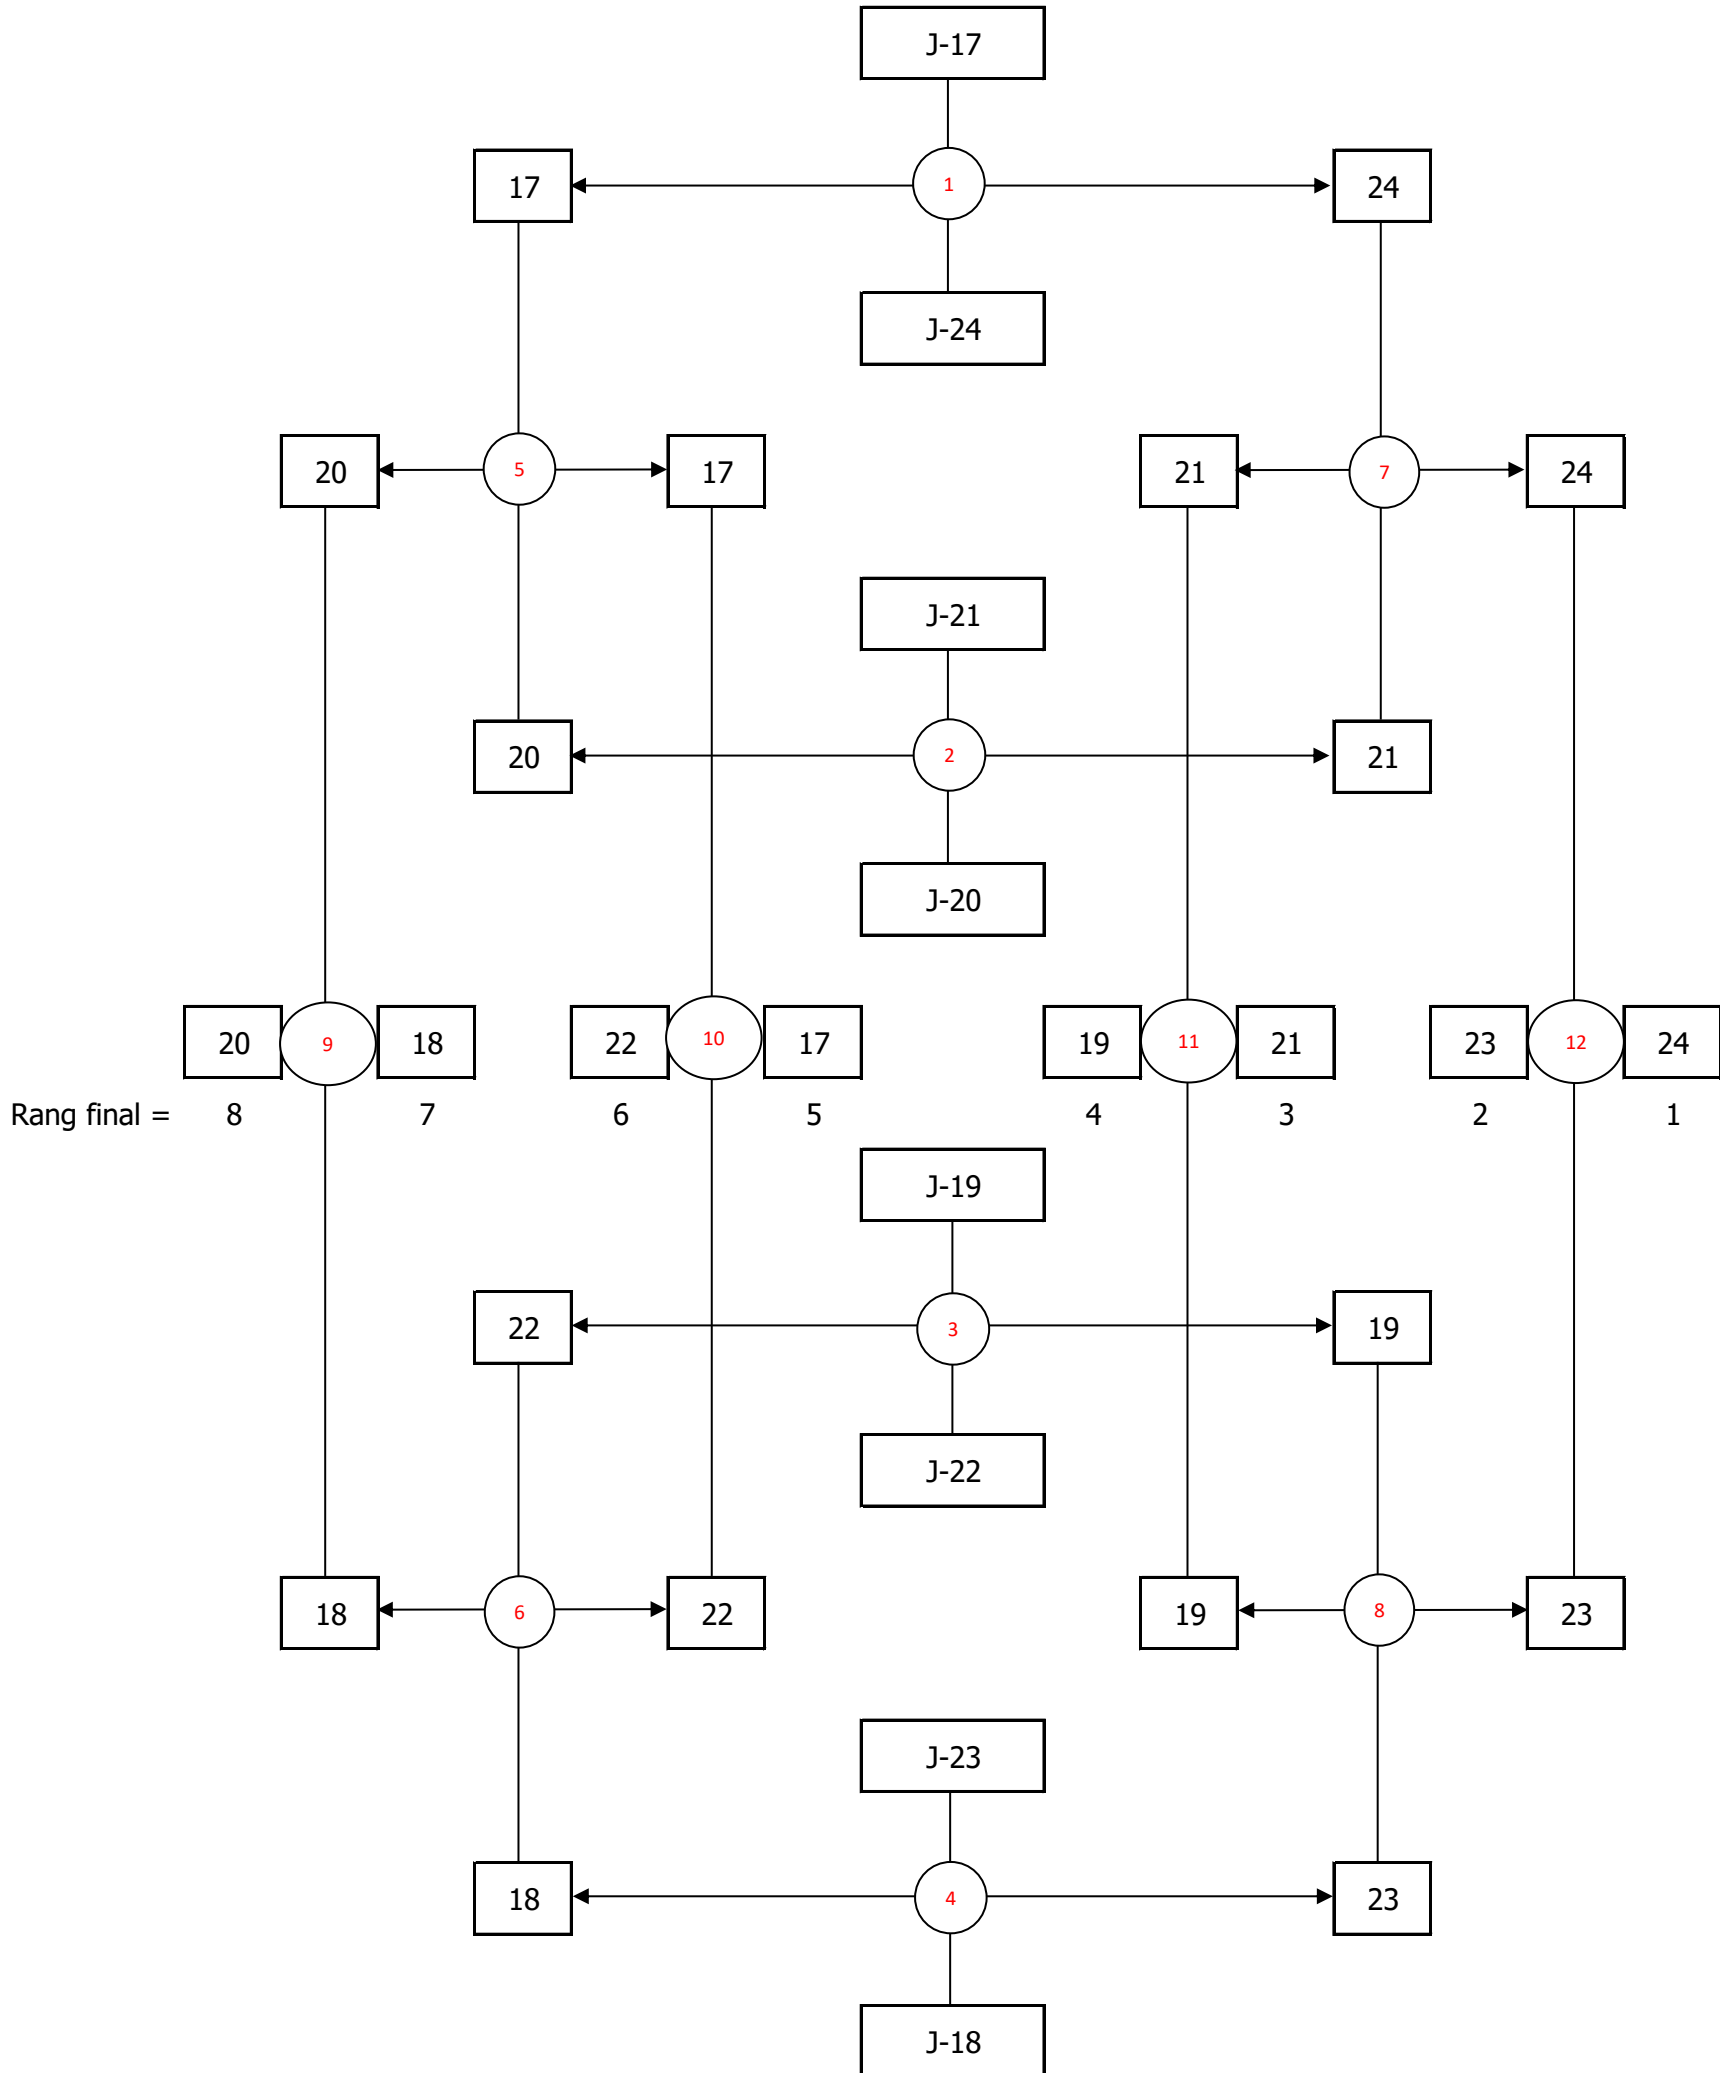 J-17
17 1 24
J-24
20 5 17 21 7 24
J-21
20 2 21
J-20
20 9 18 22 10 17 19 11 21 23 12 24
Rang final = 8 7 6 5 4 3 2 1
J-19
22 3 19
J-22
18 6 22 19 8 23
J-23
18 4 23
J-18